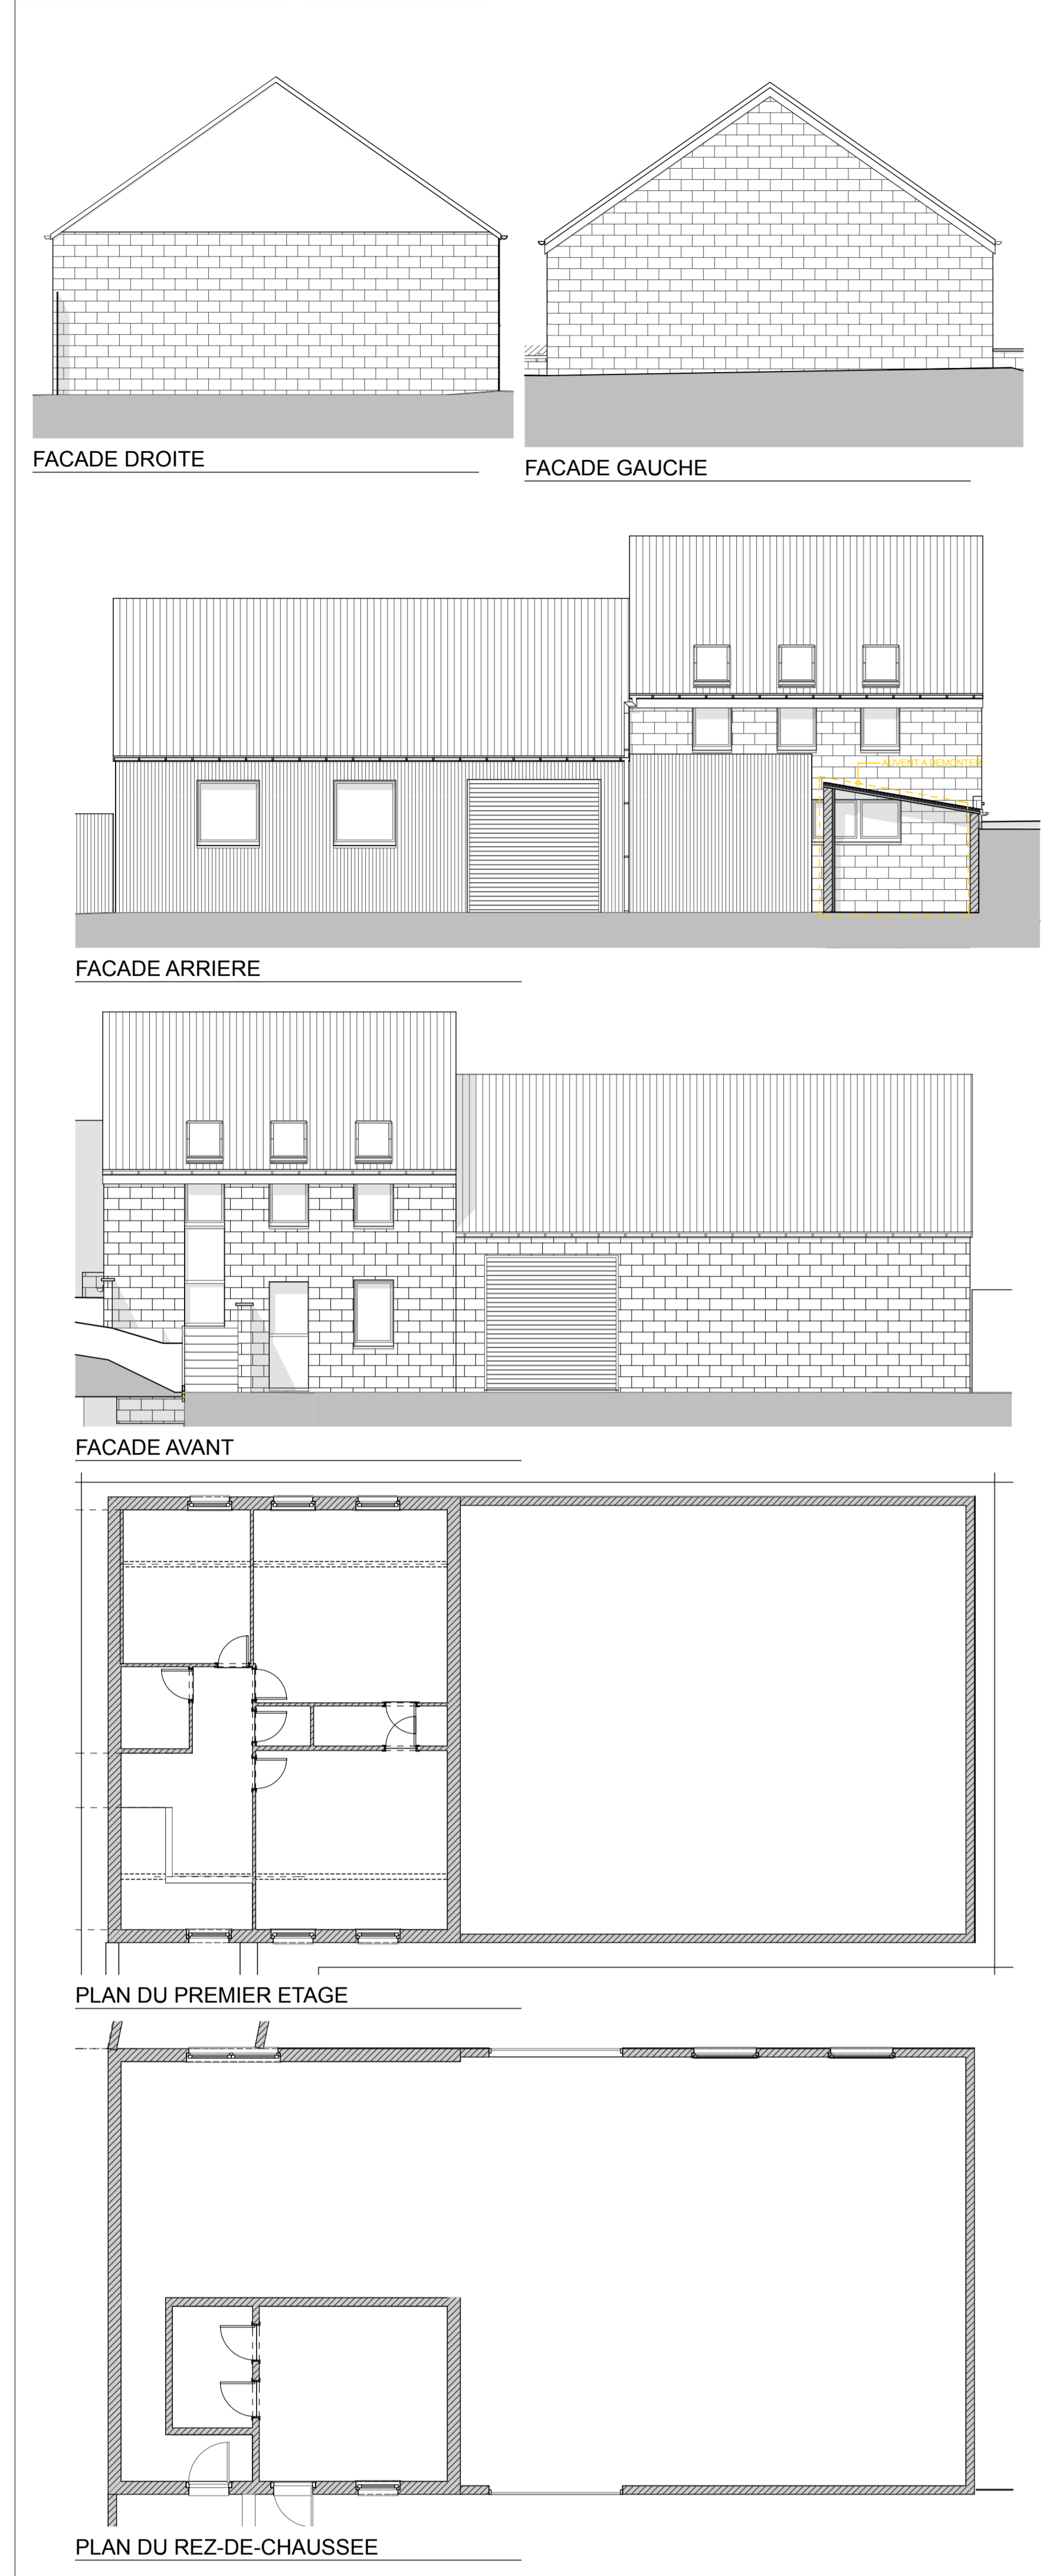 FACADE DROITE
FACADE GAUCHE
AUVENT A DEMONTER
FACADE ARRIERE
FACADE AVANT
PLAN DU PREMIER ETAGE
PLAN DU REZ-DE-CHAUSSEE